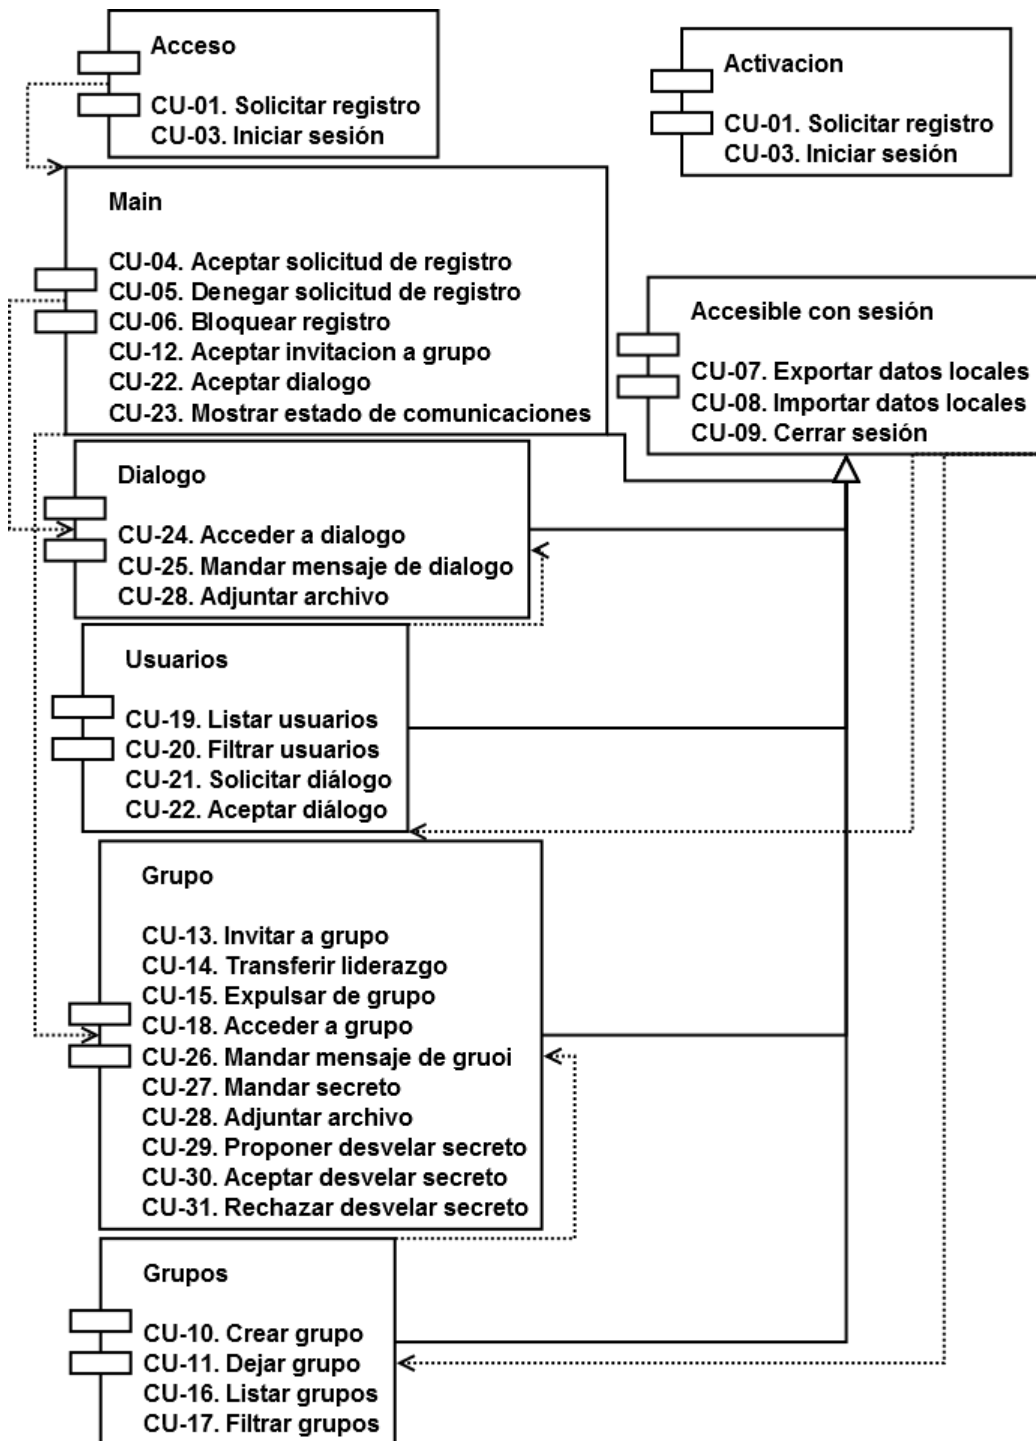 Acceso
CU-01. Solicitar registro
CU-03. Iniciar sesión
Activacion
CU-01. Solicitar registro
CU-03. Iniciar sesión
Main
CU-04. Aceptar solicitud de registro
CU-05. Denegar solicitud de registro
CU-06. Bloquear registro
CU-12. Aceptar invitacion a grupo
CU-22. Aceptar dialogo
CU-23. Mostrar estado de comunicaciones
Accesible con sesión
CU-07. Exportar datos locales
CU-08. Importar datos locales
CU-09. Cerrar sesión
Dialogo
CU-24. Acceder a dialogo
CU-25. Mandar mensaje de dialogo
CU-28. Adjuntar archivo
Usuarios
CU-19. Listar usuarios
CU-20. Filtrar usuarios
CU-21. Solicitar diálogo
CU-22. Aceptar diálogo
Grupo
CU-13. Invitar a grupo
CU-14. Transferir liderazgo
CU-15. Expulsar de grupo
CU-18. Acceder a grupo
CU-26. Mandar mensaje de gruoi
CU-27. Mandar secreto
CU-28. Adjuntar archivo
CU-29. Proponer desvelar secreto
CU-30. Aceptar desvelar secreto
CU-31. Rechazar desvelar secreto
Grupos
CU-10. Crear grupo
CU-11. Dejar grupo
CU-16. Listar grupos
CU-17. Filtrar grupos